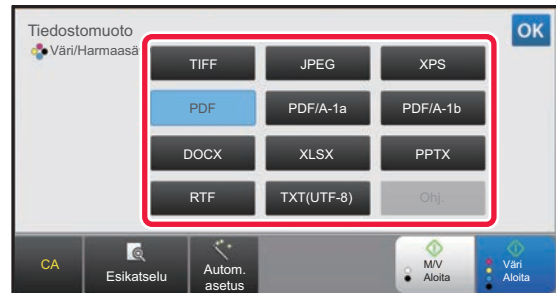 Tiedostomuoto
OK
Väri/Harmaasä
TIFF
JPEG
XPS
PDF
PDF/A-1a
PDF/A-1b
DOCX
XLSX
PPTX
RTF
TXT(UTF-8)
Ohj.
CA
Esikatselu
Autom.
asetus
M/V
Aloita
Väri
Aloita